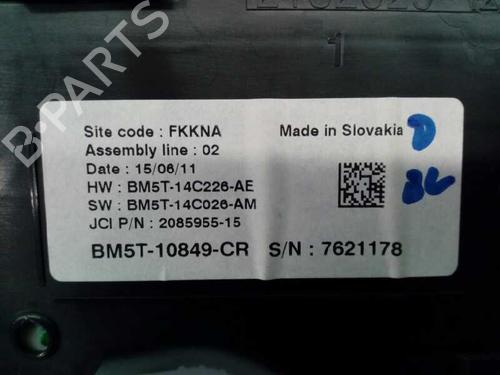 1
Site code : FKKNA
Made in Slovakia
Assembly line : 02
Date : 15/06/11
HW : BM5T-14C226-AE
SW : BM5T-14C026-AM
JCI P/N : 2085955-15
BM5T-10849-CR S/N : 7621178
B-PARTS